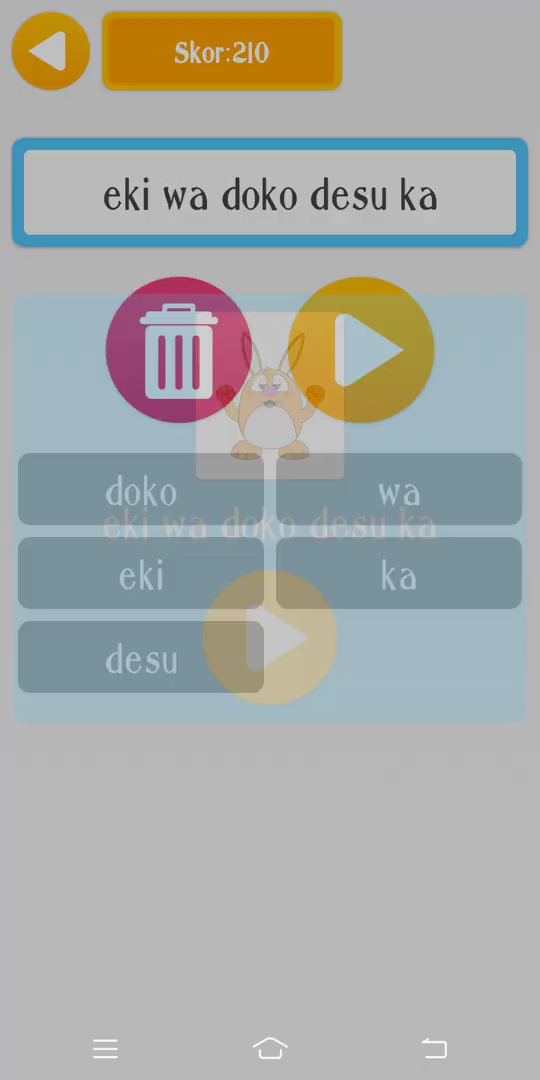 Skor:210
eki wa doko desu ka
doko
wa
eki wa doko desu ka
eki
ka
desu